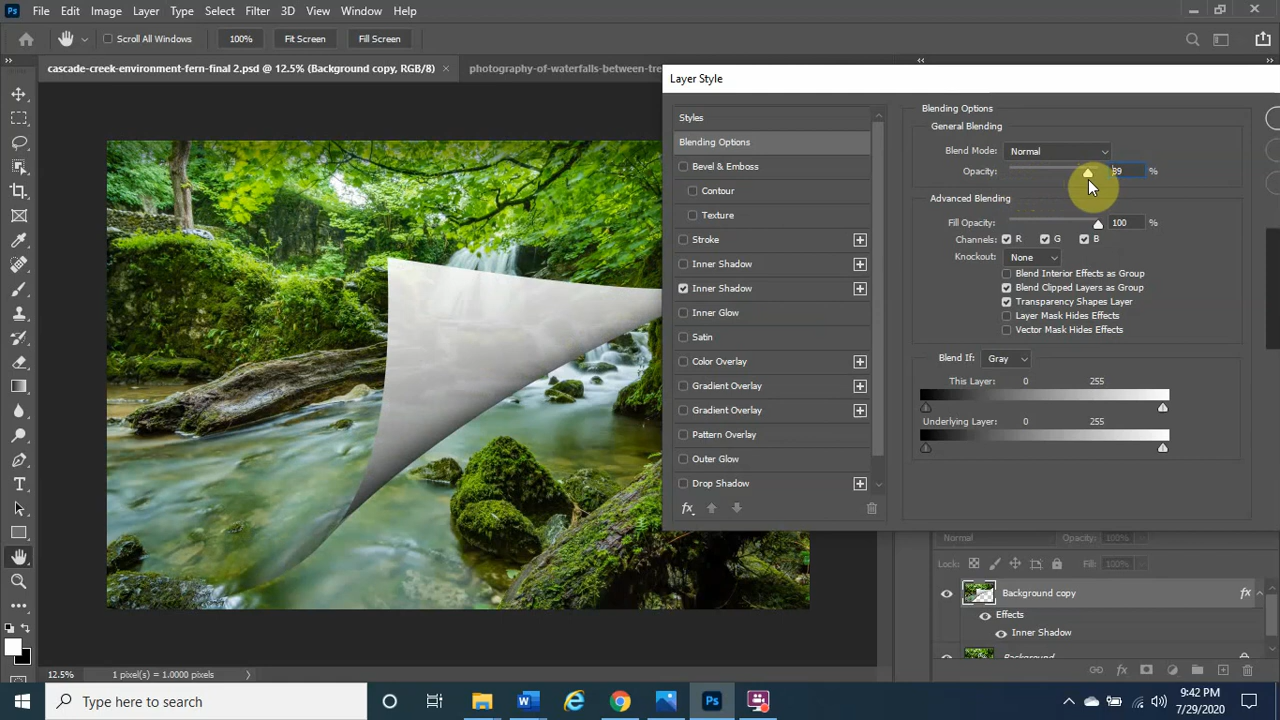 Ps File Edit Image Layer Type Select Filter 3D View Window Help
Scroll All Windows 100% Fit Screen Fill Screen
cascade-creek-environment-fern-final 2.psd @ 12.5% (Background copy, RGB/8) × photography-of-waterfalls-between-tre
Layer Style
Styles
Blending Options
Bevel & Emboss
Contour
Texture
Stroke
Inner Shadow
Inner Shadow
Inner Glow
Satin
Color Overlay
Gradient Overlay
Gradient Overlay
Pattern Overlay
Outer Glow
Drop Shadow
fx
Blending Options
General Blending
Blend Mode: Normal
Opacity: 89 %
Advanced Blending
Fill Opacity: 100 %
Channels: R G B
Knockout: None
Blend Interior Effects as Group
Blend Clipped Layers as Group
Transparency Shapes Layer
Layer Mask Hides Effects
Vector Mask Hides Effects
Blend If: Gray
This Layer: 0 255
Underlying Layer: 0 255
Normal Opacity: 100%
Lock: Fill: 100%
Background copy fx
Effects
Inner Shadow
Background
fx
12.5% 1 pixel(s) = 1.0000 pixels
Type here to search
Ps
9:42 PM
7/29/2020